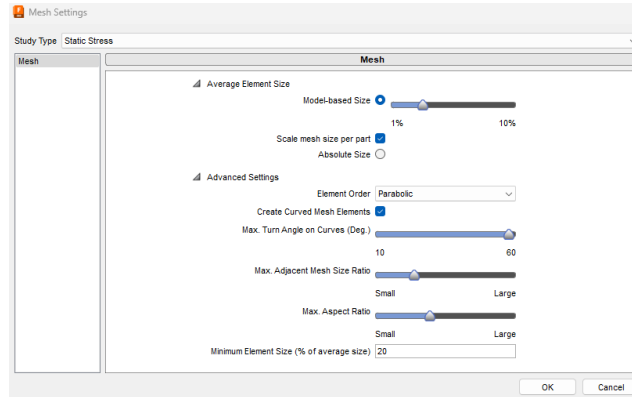 Mesh Settings
Study Type Static Stress
Mesh
Mesh
Average Element Size
Model-based Size
1% 10%
Scale mesh size per part
Absolute Size
Advanced Settings
Element Order Parabolic
Create Curved Mesh Elements
Max. Turn Angle on Curves (Deg.)
10 60
Max. Adjacent Mesh Size Ratio
Small Large
Max. Aspect Ratio
Small Large
Minimum Element Size (% of average size) 20
OK Cancel